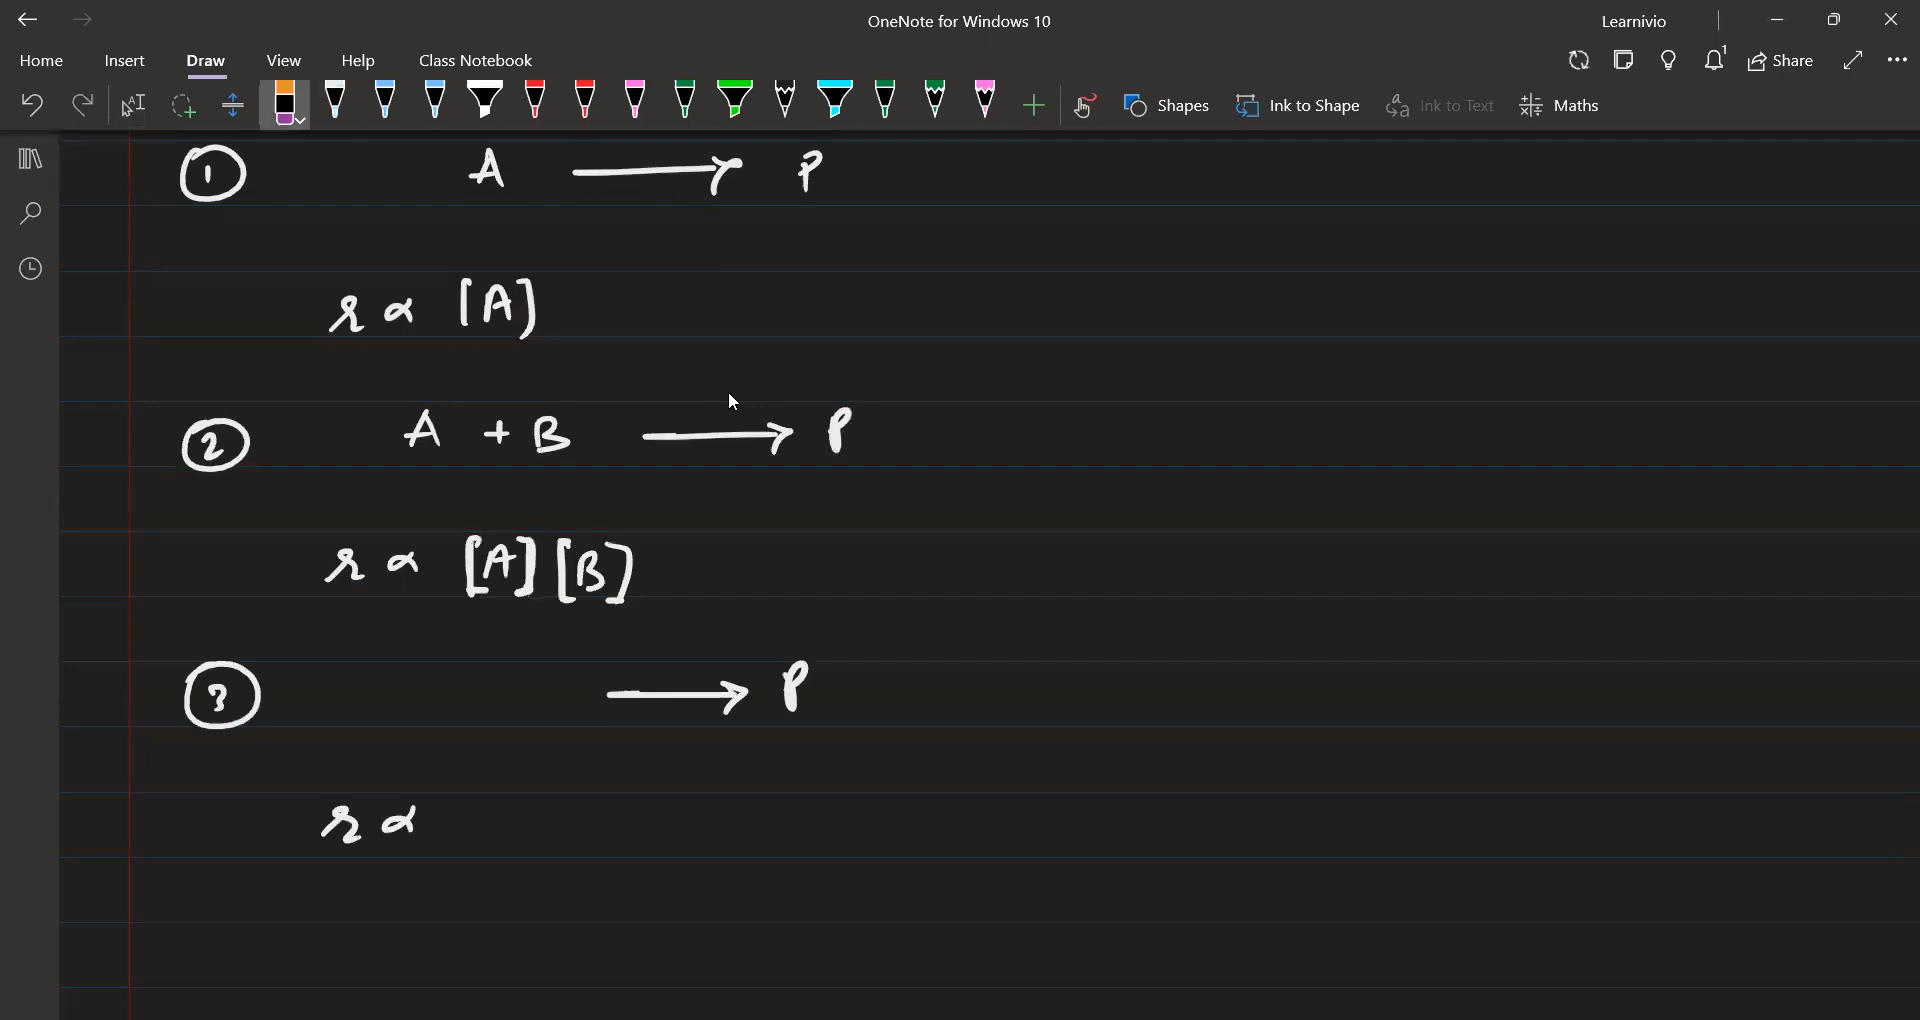 OneNote for Windows 10
Learnivio
Home Insert Draw View Help Class Notebook
1 Share
Shapes Ink to Shape Ink to Text Maths
① A ⟶ P
r ∝ [A]
② A + B ⟶ P
r ∝ [A][B]
③ ⟶ P
r ∝